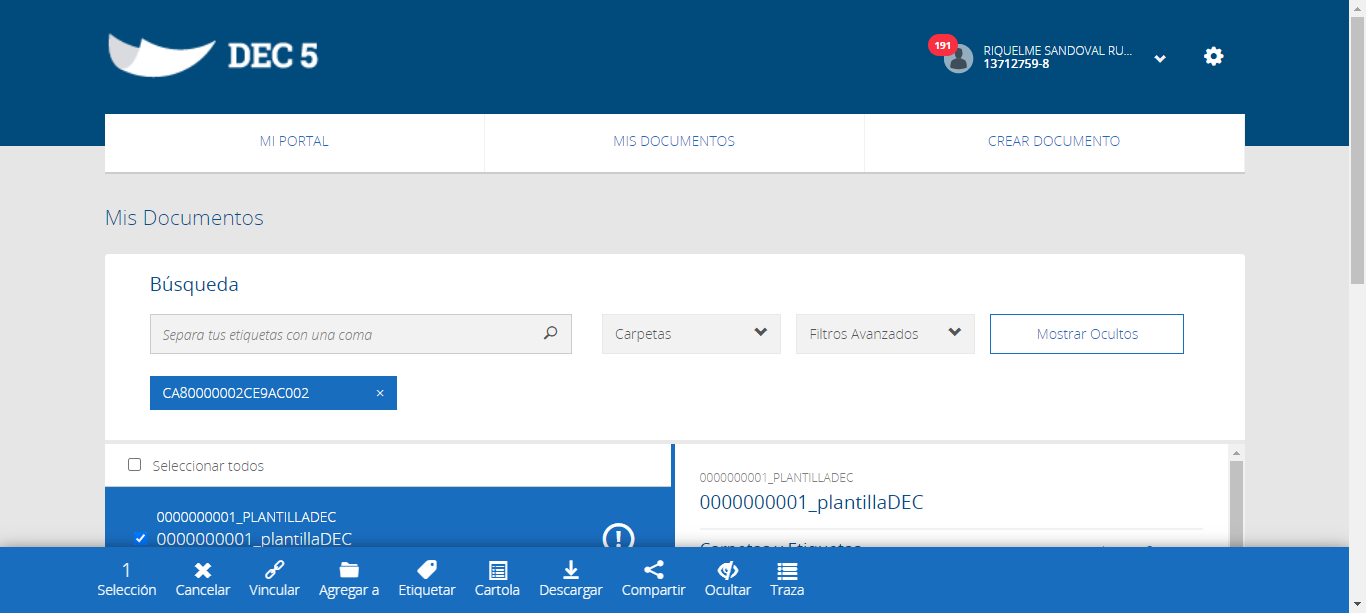 DEC 5
191
RIQUELME SANDOVAL RU...
13712759-8
MI PORTAL
MIS DOCUMENTOS
CREAR DOCUMENTO
Mis Documentos
Búsqueda
Separa tus etiquetas con una coma
Carpetas
Filtros Avanzados
Mostrar Ocultos
CA80000002CE9AC002 ×
Seleccionar todos
0000000001_PLANTILLADEC
0000000001_plantillaDEC
0000000001_PLANTILLADEC
0000000001_plantillaDEC
Carpetas y Etiquetas
1
Selección
Cancelar
Vincular
Agregar a
Etiquetar
Cartola
Descargar
Compartir
Ocultar
Traza